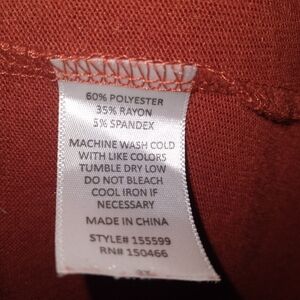 60% POLYESTER
35% RAYON
5% SPANDEX
MACHINE WASH COLD
WITH LIKE COLORS
TUMBLE DRY LOW
DO NOT BLEACH
COOL IRON IF
NECESSARY
MADE IN CHINA
STYLE# 155599
RN# 150466